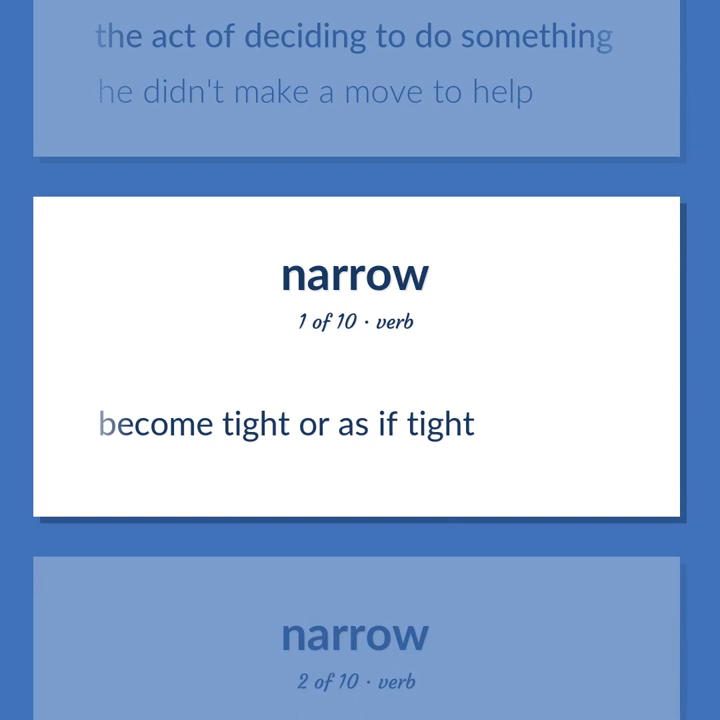 the act of deciding to do something
he didn't make a move to help
narrow
1 of 10 · verb
become tight or as if tight
narrow
2 of 10 · verb